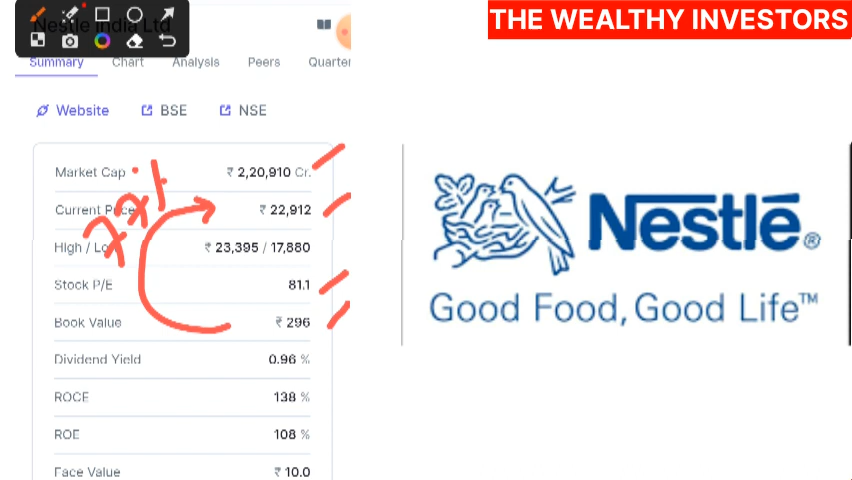 THE WEALTHY INVESTORS
Nestle India Ltd
Summary Chart Analysis Peers Quarter
Website BSE NSE
Market Cap ₹ 2,20,910 Cr.
Current Price ₹ 22,912
High / Lo ₹ 23,395 / 17,880
Stock P/E 81.1
Book Value ₹ 296
Dividend Yield 0.96 %
ROCE 138 %
ROE 108 %
Face Value ₹ 10.0
Nestlé®
Good Food, Good Life™